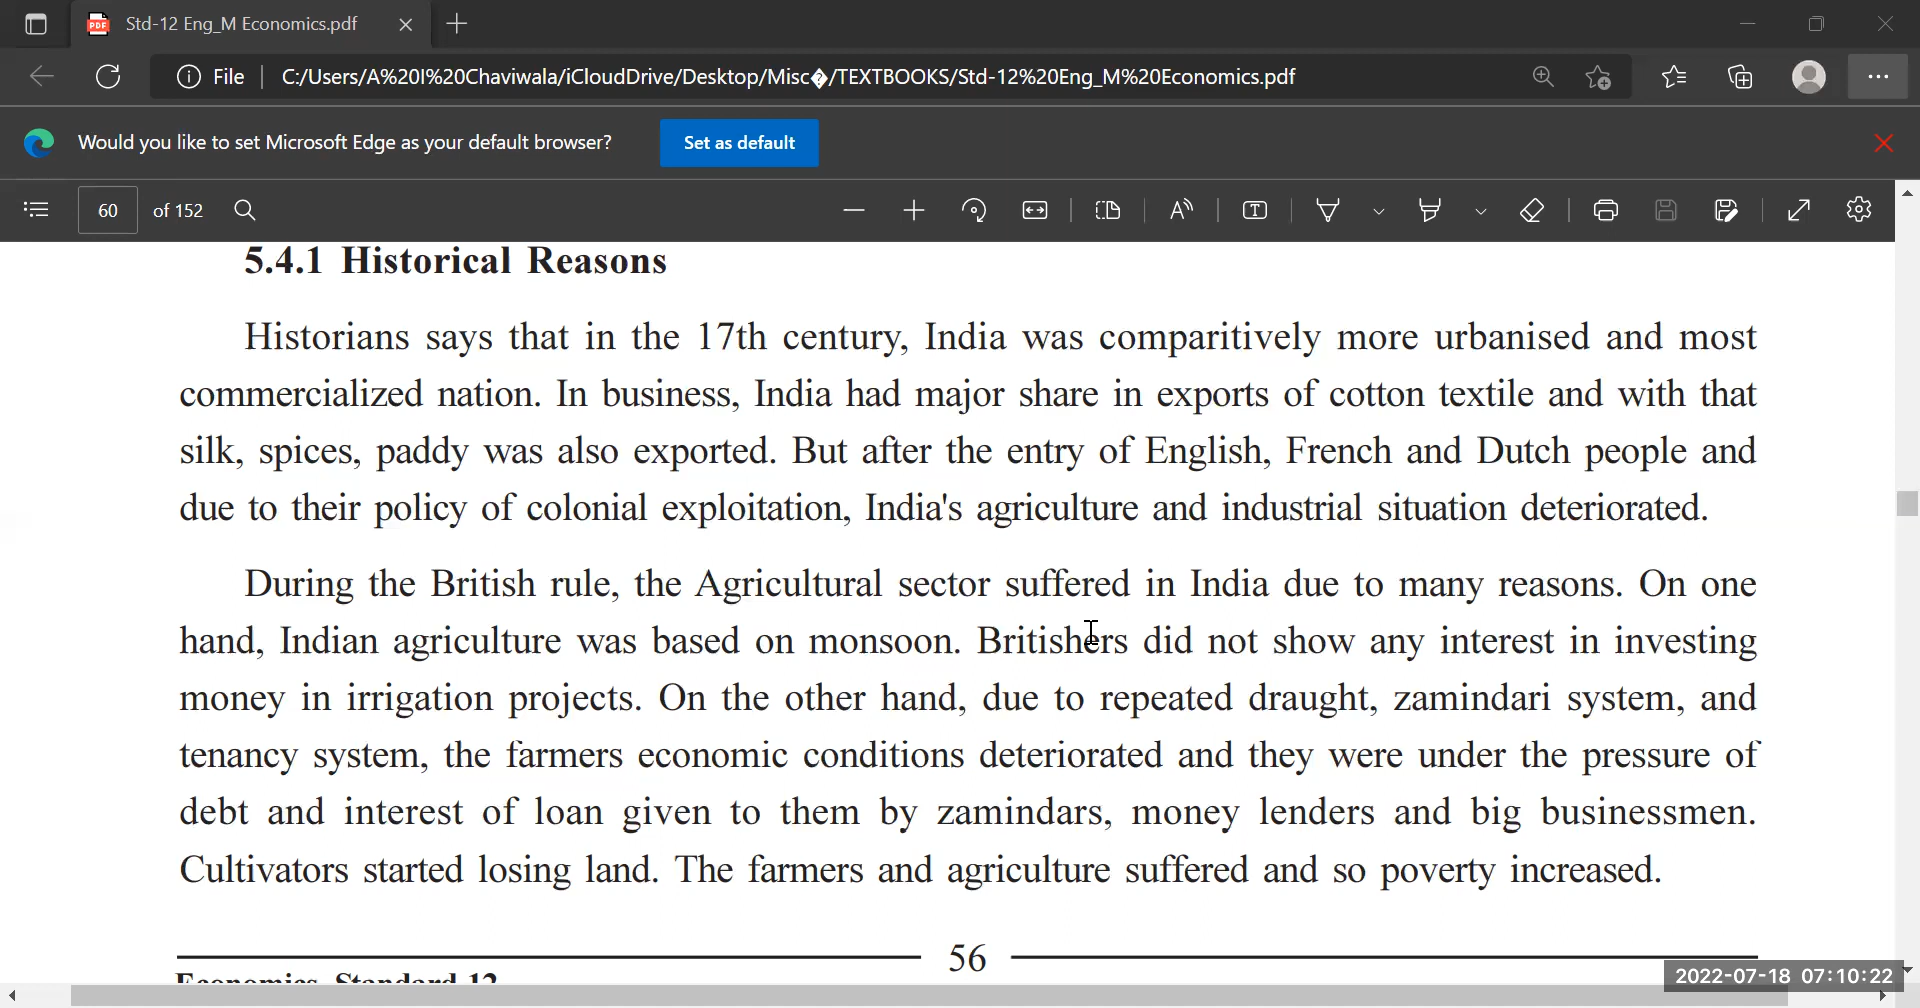 Std-12 Eng_M Economics.pdf
File
C:/Users/A%20I%20Chaviwala/iCloudDrive/Desktop/Misc�/TEXTBOOKS/Std-12%20Eng_M%20Economics.pdf
Would you like to set Microsoft Edge as your default browser?
Set as default
60 of 152
5.4.1 Historical Reasons
Historians says that in the 17th century, India was comparitively more urbanised and most
commercialized nation. In business, India had major share in exports of cotton textile and with that
silk, spices, paddy was also exported. But after the entry of English, French and Dutch people and
due to their policy of colonial exploitation, India's agriculture and industrial situation deteriorated.
During the British rule, the Agricultural sector suffered in India due to many reasons. On one
hand, Indian agriculture was based on monsoon. Britishers did not show any interest in investing
money in irrigation projects. On the other hand, due to repeated draught, zamindari system, and
tenancy system, the farmers economic conditions deteriorated and they were under the pressure of
debt and interest of loan given to them by zamindars, money lenders and big businessmen.
Cultivators started losing land. The farmers and agriculture suffered and so poverty increased.
56
Economics, Standard 12
2022-07-18 07:10:22